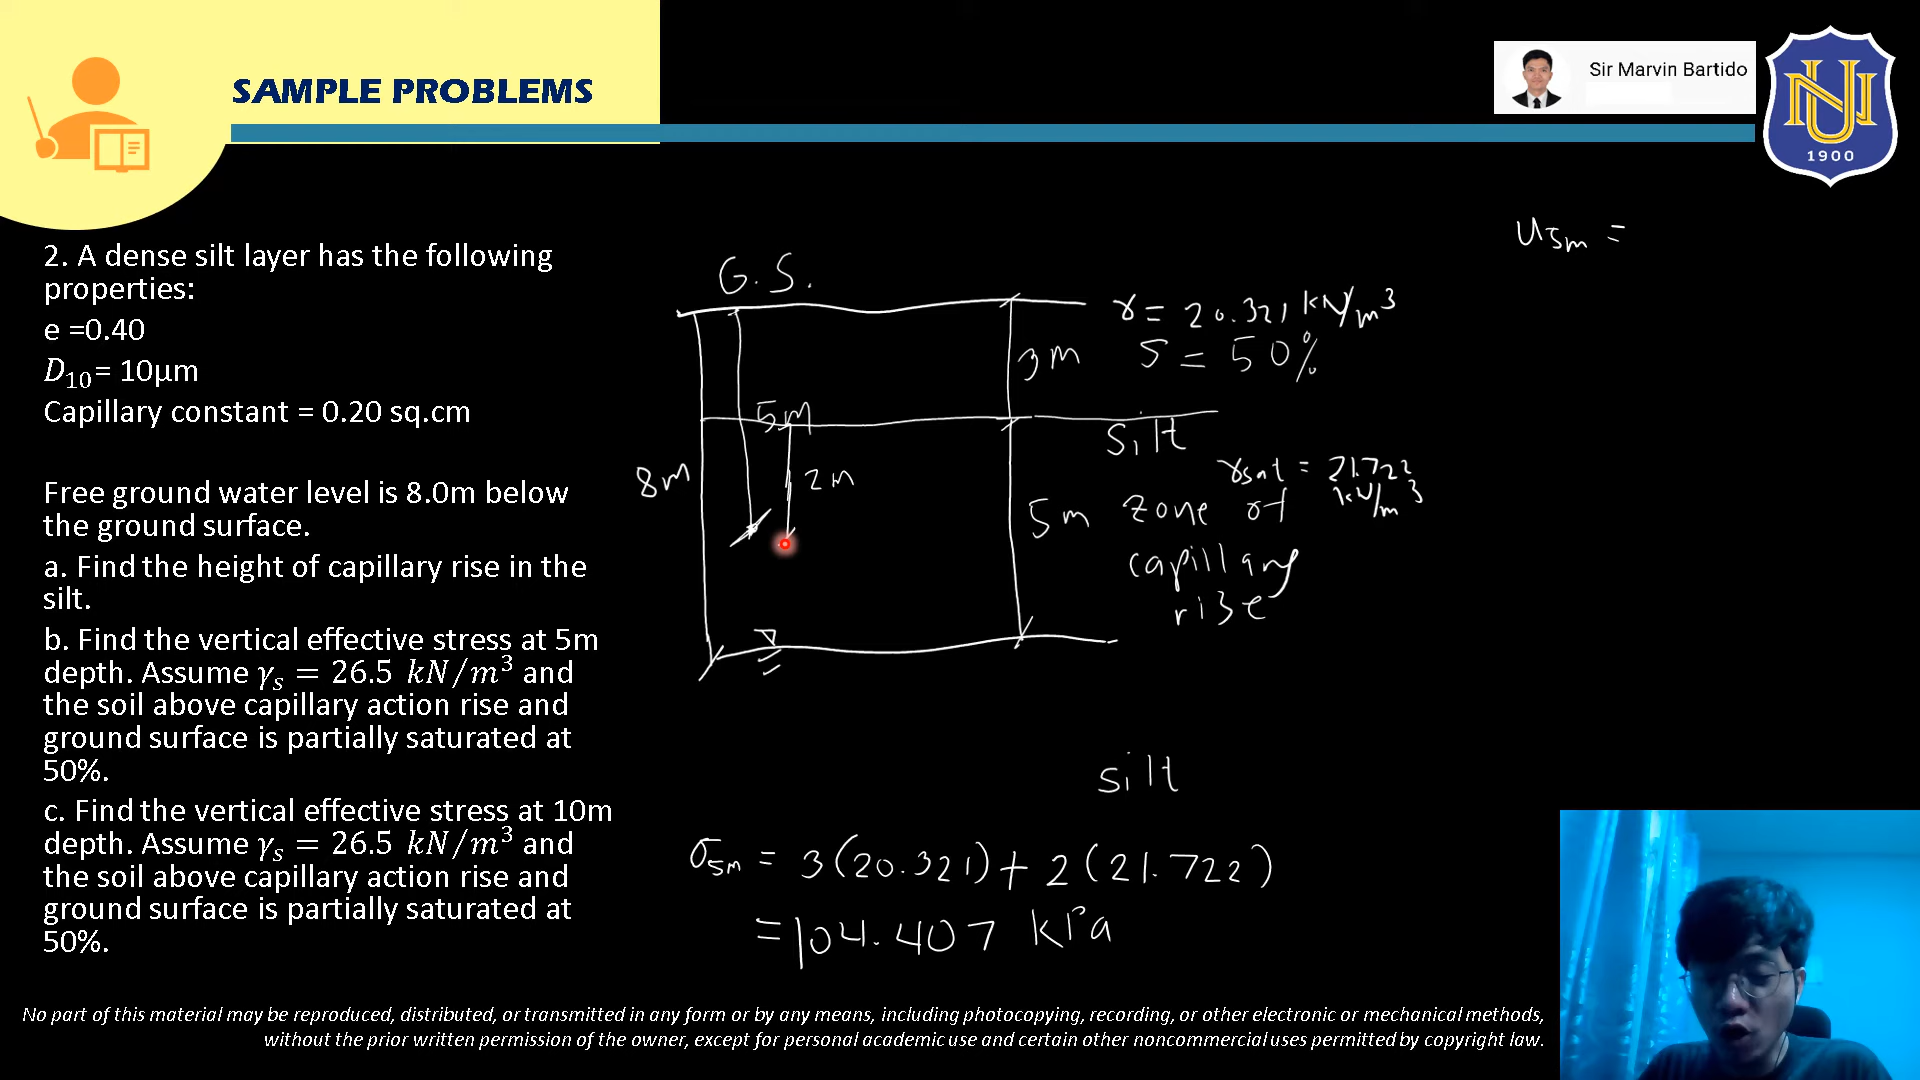 SAMPLE PROBLEMS
Sir Marvin Bartido
NU
1900
2. A dense silt layer has the following
properties:
e =0.40
D₁₀= 10μm
Capillary constant = 0.20 sq.cm
Free ground water level is 8.0m below
the ground surface.
a. Find the height of capillary rise in the
silt.
b. Find the vertical effective stress at 5m
depth. Assume γₛ = 26.5 kN/m³ and
the soil above capillary action rise and
ground surface is partially saturated at
50%.
c. Find the vertical effective stress at 10m
depth. Assume γₛ = 26.5 kN/m³ and
the soil above capillary action rise and
ground surface is partially saturated at
50%.
G.S.
8m
5m
2m
3m
γ = 20.321 kN/m³
S = 50%
silt
γsat = 21.722
kN/m³
5m
zone of
capillary
rise
silt
σ5m = 3(20.321) + 2(21.722)
= 104.407 kPa
u5m =
No part of this material may be reproduced, distributed, or transmitted in any form or by any means, including photocopying, recording, or other electronic or mechanical methods,
without the prior written permission of the owner, except for personal academic use and certain other noncommercial uses permitted by copyright law.